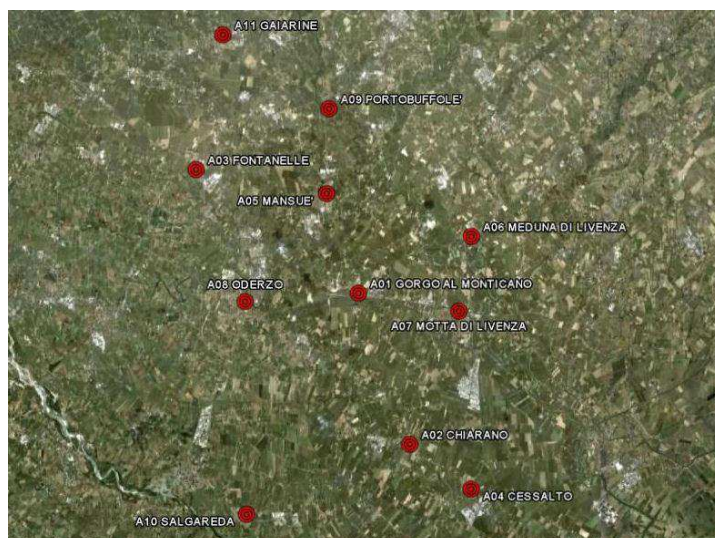 A11 GAIARINE
A09 PORTOBUFFOLE'
A03 FONTANELLE
A05 MANSUE'
A06 MEDUNA DI LIVENZA
A08 ODERZO
A01 GORGO AL MONTICANO
A07 MOTTA DI LIVENZA
A02 CHIARANO
A04 CESSALTO
A10 SALGAREDA